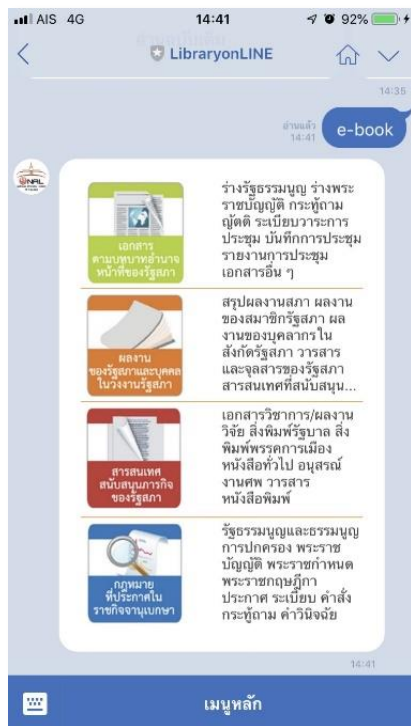 AIS 4G
14:41
92%
LibraryonLINE
14:35
อ่านแล้ว
14:41
e-book
NAL
เอกสาร
ตามบทบาทอำนาจ
หน้าที่ของรัฐสภา
ร่างรัฐธรรมนูญ ร่างพระ
ราชบัญญัติ กระทู้ถาม
ญัตติ ระเบียบวาระการ
ประชุม บันทึกการประชุม
รายงานการประชุม
เอกสารอื่น ๆ
ผลงาน
ของรัฐสภาและบุคคล
ในวงงานรัฐสภา
สรุปผลงานสภา ผลงาน
ของสมาชิกรัฐสภา ผล
งานของบุคลากรใน
สังกัดรัฐสภา วารสาร
และจุลสารของรัฐสภา
สารสนเทศที่สนับสนุน...
สารสนเทศ
สนับสนุนภารกิจ
ของรัฐสภา
เอกสารวิชาการ/ผลงาน
วิจัย สิ่งพิมพ์รัฐบาล สิ่ง
พิมพ์พรรคการเมือง
หนังสือทั่วไป อนุสรณ์
งานศพ วารสาร
หนังสือพิมพ์
กฎหมาย
ที่ประกาศใน
ราชกิจจานุเบกษา
รัฐธรรมนูญและธรรมนูญ
การปกครอง พระราช
บัญญัติ พระราชกำหนด
พระราชกฤษฎีกา
ประกาศ ระเบียบ คำสั่ง
กระทู้ถาม คำวินิจฉัย
14:41
เมนูหลัก